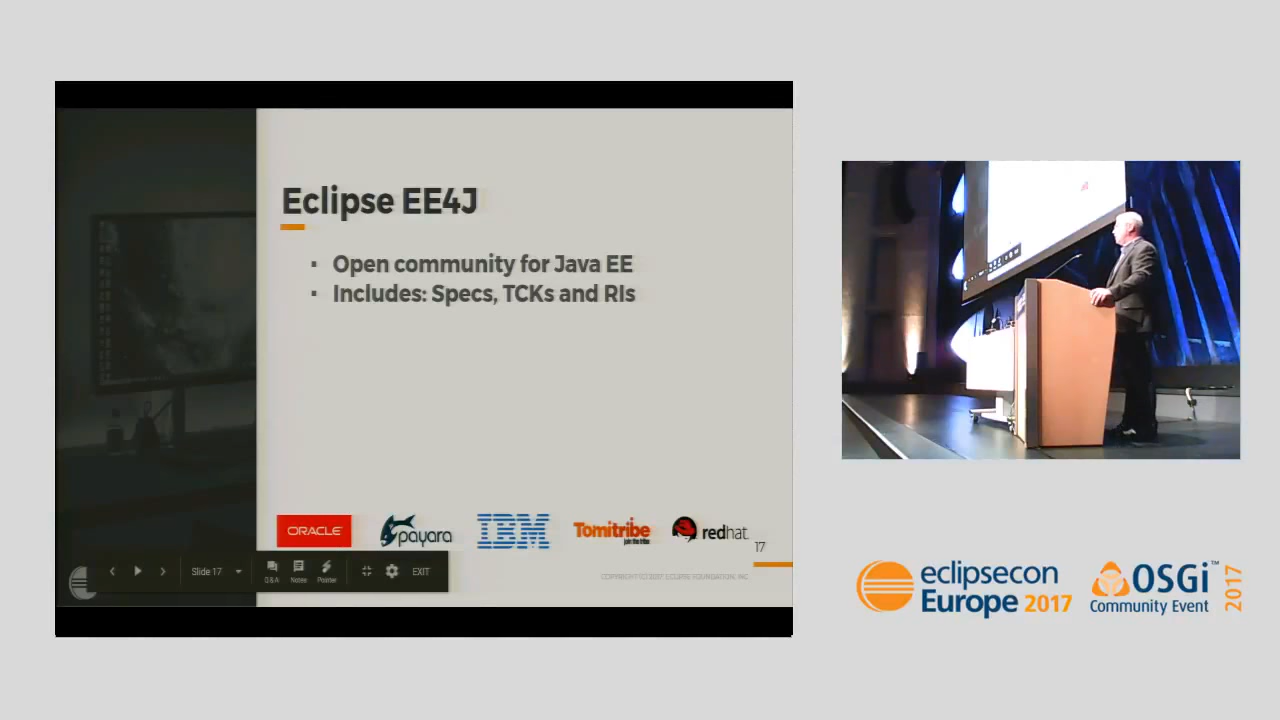 Eclipse EE4J
Open community for Java EE
Includes: Specs, TCKs and RIs
ORACLE
payara
IBM
Tomitribe
join the tribe
redhat.
17
Slide 17
Q&A
Notes
Pointer
EXIT
COPYRIGHT (C) 2017 ECLIPSE FOUNDATION, INC.
eclipsecon
Europe 2017
OSGi™
Community Event
2017